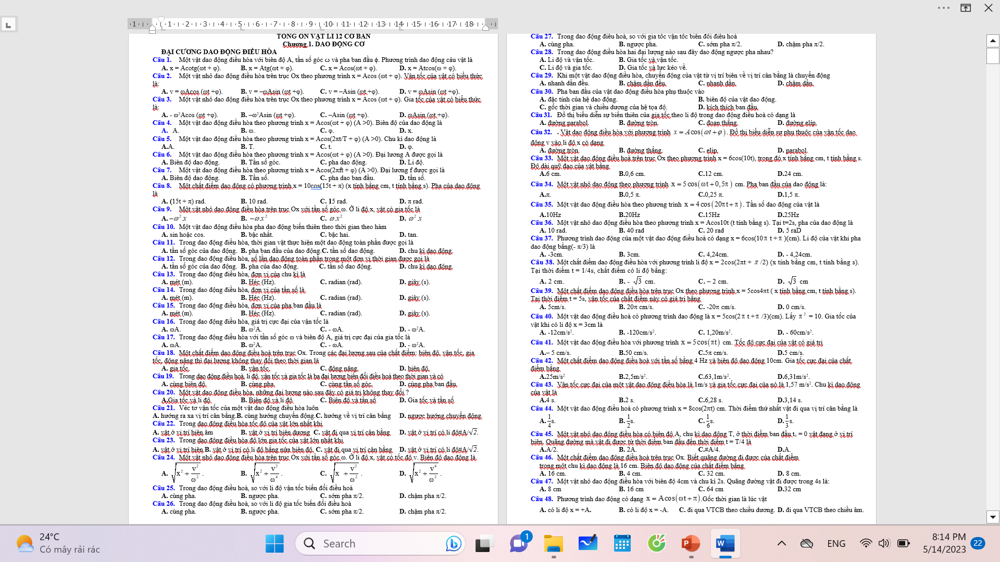 1 1 2 3 4 5 6 7 8 9 10 11 12 13 14 15 16 17 18
TỔNG ÔN VẬT LÍ 12 CƠ BẢN
Chương 1. DAO ĐỘNG CƠ
ĐẠI CƯƠNG DAO ĐỘNG ĐIỀU HÒA
Câu 1. Một vật dao động điều hòa với biên độ A, tần số góc ω và pha ban đầu ϕ. Phương trình dao động cảu vật là
A. x = Acotg(ωt + φ). B. x = Atg(ωt + φ). C. x = Acos(ωt + φ). D. x = Atcos(ω + φ).
Câu 2. Một vật nhỏ dao động điều hòa trên trục Ox theo phương trình x = Acos (ωt + φ). Vận tốc của vật có biểu thức
là:
A. v = ωAcos (ωt +φ). B. v = –ωAsin (ωt +φ). C. v = –Asin (ωt +φ). D. v = ωAsin (ωt +φ).
Câu 3. Một vật nhỏ dao động điều hòa trên trục Ox theo phương trình x = Acos (ωt + φ). Gia tốc của vật có biểu thức
là:
A. - ω²Acos (ωt +φ). B. –ω²Asin (ωt +φ). C. –Asin (ωt +φ). D. ωAsin (ωt +φ).
Câu 4. Một vật dao động điều hòa theo phương trình x = Acos(ωt + φ) (A >0). Biên độ của dao động là
A. A. B. ω. C. φ. D. x.
Câu 5. Một vật dao động điều hòa theo phương trình x = Acos(2πt/T + φ) (A >0). Chu kì dao động là
A.A. B. T. C. t. D. φ.
Câu 6. Một vật dao động điều hòa theo phương trình x = Acos(ωt + φ) (A >0). Đại lương A được gọi là
A. Biên độ dao động. B. Tần số góc. C. pha dao động. D. Li độ.
Câu 7. Một vật dao động điều hòa theo phương trình x = Acos(2πft + φ) (A >0). Đại lương f được gọi là
A. Biên độ dao động. B. Tần số. C. pha dao ban đầu. D. tần số.
Câu 8. Một chất điểm dao động có phương trình x = 10cos(15t + π) (x tính bằng cm, t tính bằng s). Pha của dao động
là
A. (15t + π) rad. B. 10 rad. C. 15 rad. D. π rad.
Câu 9. Một vật nhỏ dao động điều hòa trên trục Ox với tần số góc ω. Ở li độ x, vật có gia tốc là
A. −ω²x B. −ωx² C. ωx² D. ω²x
Câu 10. Một vật dao động điều hòa pha dao động biến thiên theo thời gian theo hàm
A. sin hoặc cos. B. bậc nhất. C. bậc hai. D. tan.
Câu 11. Trong dao động điều hòa, thời gian vật thực hiện một dao động toàn phần được gọi là
A. tần số góc của dao động. B. pha ban đầu của dao động.C. tần số dao động. D. chu kì dao động.
Câu 12. Trong dao động điều hòa, số lần dao động toàn phần trong một đơn vị thời gian được gọi là
A. tần số góc của dao động. B. pha của dao động. C. tần số dao động. D. chu kì dao động.
Câu 13. Trong dao động điều hòa, đơn vị của chu kì là
A. mét (m). B. Héc (Hz). C. radian (rad). D. giây (s).
Câu 14. Trong dao động điều hòa, đơn vị của tần số là
A. mét (m). B. Héc (Hz). C. radian (rad). D. giây (s).
Câu 15. Trong dao động điều hòa, đơn vị của pha ban đầu là
A. mét (m). B. Héc (Hz). C. radian (rad). D. giây (s).
Câu 16. Trong dao động điều hòa, giá trị cực đại của vận tốc là
A. ωA. B. ω²A. C. - ωA. D. - ω²A.
Câu 17. Trong dao động điều hòa với tần số góc ω và biên độ A, giá trị cực đại của gia tốc là
A. ωA. B. ω²A. C. - ωA. D. - ω²A.
Câu 18. Một chất điểm dao động điều hoà trên trục Ox. Trong các đại lượng sau của chất điểm: biên độ, vận tốc, gia
tốc, động năng thì đại lượng không thay đổi theo thời gian là
A. gia tốc. B. vận tốc. C. động năng. D. biên độ.
Câu 19. Trong dao động điều hoà, li độ, vận tốc và gia tốc là ba đại lượng biến đổi điều hoà theo thời gian và có
A. cùng biên độ. B. cùng pha. C. cùng tần số góc. D. cùng pha ban đầu.
Câu 20. Một vật dao động điều hòa, những đại lượng nào sau đây có giá trị không thay đổi ?
A.Gia tốc và li độ B. Biên độ và li độ C. Biên độ và tần số D. Gia tốc và tần số
Câu 21. Véc tơ vận tốc của một vật dao động điều hòa luôn
A. hướng ra xa vị trí cân bằng.B. cùng hướng chuyển động.C. hướng về vị trí cân bằng D. ngược hướng chuyển động
Câu 22. Trong dao động điều hòa tốc độ của vật lớn nhất khi
A. vật ở vị trí biên âm B. vật ở vị trí biên dương C. vật đi qua vị trí cân bằng D. vật ở vị trí có li độ#A/√2.
Câu 23. Trong dao động điều hòa độ lớn gia tốc của vật lớn nhất khi
A. vật ở vị trí biên B. vật ở vị trí có li độ bằng nửa biên độ. C. vật đi qua vị trí cân bằng D. vật ở vị trí có li độ#A/√2.
Câu 24. Một vật nhỏ dao động điều hòa trên trục Ox với tần số góc ω. Ở li độ x, vật có tốc độ v. Biên độ dao động là
A. √(x² + v²/ω²). B. √(x² + v²/ω⁴). C. √(x + v²/ω²). D. √(x² + v⁴/ω²).
Câu 25. Trong dao động điều hoà, so với li độ vận tốc biến đổi điều hoà
A. cùng pha. B. ngược pha. C. sớm pha π/2. D. chậm pha π/2.
Câu 26. Trong dao động điều hoà, so với li độ gia tốc biến đổi điều hoà
A. cùng pha. B. ngược pha. C. sớm pha π/2. D. chậm pha π/2.
Câu 27. Trong dao động điều hoà, so với gia tốc vận tốc biến đổi điều hoà
A. cùng pha. B. ngược pha. C. sớm pha π/2. D. chậm pha π/2.
Câu 28. Trong dao động điều hòa hai đại lượng nào sau đây dao động ngược pha nhau?
A. Li độ và vận tốc. B. Gia tốc và vận tốc.
C. Li độ và gia tốc. D. Gia tốc và lực kéo về.
Câu 29. Khi một vật dao động điều hòa, chuyển động của vật từ vị trí biên về vị trí cân bằng là chuyển động
A. nhanh dần đều. B. chậm dần đều. C. nhanh dần. D. chậm dần.
Câu 30. Pha ban đầu của vật dao động điều hòa phụ thuộc vào
A. đặc tính của hệ dao động. B. biên độ của vật dao động.
C. gốc thời gian và chiều dương của hệ tọa độ. D. kích thích ban đầu.
Câu 31. Đồ thị biểu diễn sự biến thiên của gia tốc theo li độ trong dao động điều hoà có dạng là
A. đường parabol. B. đường tròn. C. đoạn thẳng. D. đường elíp.
Câu 32. . Vật dao động điều hòa với phương trình x = Acos(ωt+φ). Đồ thị biểu diễn sự phụ thuộc của vận tốc dao
động v vào li độ x có dạng
A. đường tròn. B. đường thẳng. C. elip. D. parabol.
Câu 33. Một vật dao động điều hoà trên trục Ox theo phương trình x = 6cos(10t), trong đó x tính bằng cm, t tính bằng s.
Độ dài quỹ đạo của vật bằng
A.6 cm. B.0,6 cm. C.12 cm. D.24 cm.
Câu 34. Một vật nhỏ dao động theo phương trình x = 5cos(ωt+0,5π) cm. Pha ban đầu của dao động là:
A.π. B.0,5 π. C.0,25 π. D.1,5 π.
Câu 35. Một vật dao động điều hòa theo phương trình x = 4cos(20πt+π). Tần số dao động của vật là
A.10Hz B.20Hz C.15Hz D.25Hz
Câu 36. Một vật nhỏ dao động điều hòa theo phương trình x = Acos10t (t tính bằng s). Tại t=2s, pha của dao động là
A. 10 rad. B. 40 rad C. 20 rad D. 5 raD
Câu 37. Phương trình dao động của một vật dao động điều hoà có dạng x = 6cos(10π t+π)(cm). Li độ của vật khi pha
dao động bằng(- π/3) là
A. -3cm. B. 3cm. C. 4,24cm. D. - 4,24cm.
Câu 38. Một chất điểm dao động điều hòa với phương trình li độ x = 2cos(2πt + π /2) (x tính bằng cm, t tính bằng s).
Tại thời điểm t = 1/4s, chất điểm có li độ bằng:
A. 2 cm. B. - √3 cm. C. – 2 cm. D. √3 cm
Câu 39. Một chất điểm dao động điều hòa trên trục Ox theo phương trình x = 5cos4πt ( x tính bằng cm, t tính bằng s).
Tại thời điểm t = 5s, vận tốc của chất điểm này có giá trị bằng
A. 5cm/s. B. 20π cm/s. C. -20π cm/s. D. 0 cm/s.
Câu 40. Một vật dao động điều hoà có phương trình dao động là x = 5cos(2π t+π/3)(cm). Lấy π² = 10. Gia tốc của
vật khi có li độ x = 3cm là
A. -12cm/s². B. -120cm/s². C. 1,20m/s². D. - 60cm/s².
Câu 41. Một vật dao động điều hòa với phương trình x = 5cos(πt) cm. Tốc độ cực đại của vật có giá trị
A.– 5 cm/s. B.50 cm/s. C.5π cm/s. D.5 cm/s.
Câu 42. Một chất điểm dao động điều hoà với tần số bằng 4 Hz và biên độ dao động 10cm. Gia tốc cực đại của chất
điểm bằng
A.25m/s² B.2,5m/s². C.63,1m/s². D.6,31m/s².
Câu 43. Vận tốc cực đại của một vật dao động điều hòa là 1m/s và gia tốc cực đại của nó là 1,57 m/s². Chu kì dao động
của vật là
A.4 s. B.2 s. C.6,28 s. D.3,14 s.
Câu 44. Một vật dao động điều hoà có phương trình x = 8cos(2πt) cm. Thời điểm thứ nhất vật đi qua vị trí cân bằng là
A. 1/4 s. B. 1/2 s. C. 1/6 s. D. 1/3 s.
Câu 45. Một vật nhỏ dao động điều hòa có biên độ A, chu kì dao động T, ở thời điểm ban đầu tₒ = 0 vật đang ở vị trí
biên. Quãng đường mà vật đi được từ thời điểm ban đầu đến thời điểm t = T/4 là
A.A/2. B. 2A. C.#A/4. D.A.
Câu 46. Một chất điểm dao động điều hoà trên trục Ox. Biết quãng đường đi được của chất điểm
trong một chu kì dao động là 16 cm. Biên độ dao động của chất điểm bằng
A. 16 cm. B. 4 cm. C. 32 cm. D. 8 cm.
Câu 47. Một vật nhỏ dao động điều hòa với biên độ 4cm và chu kì 2s. Quãng đường vật đi được trong 4s là:
A. 8 cm B. 16 cm C. 64 cm D.32 cm
Câu 48. Phương trình dao động có dạng x = Acos(ωt+π).Gốc thời gian là lúc vật
A. có li độ x = +A. B. có li độ x = -A. C. đi qua VTCB theo chiều dương. D. đi qua VTCB theo chiều âm.
24°C
Có mây rải rác
Search
1
P
W
ENG
8:14 PM
5/14/2023
22